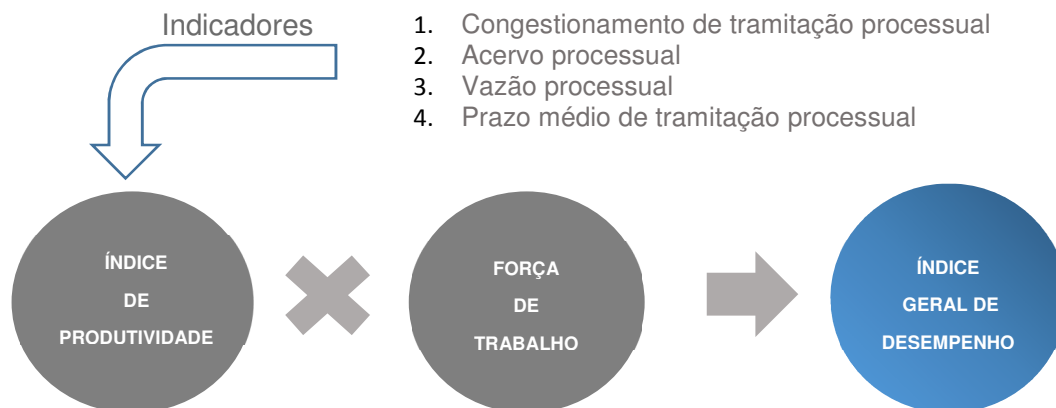 Indicadores
1. Congestionamento de tramitação processual
2. Acervo processual
3. Vazão processual
4. Prazo médio de tramitação processual
ÍNDICE
DE
PRODUTIVIDADE
FORÇA
DE
TRABALHO
ÍNDICE
GERAL DE
DESEMPENHO